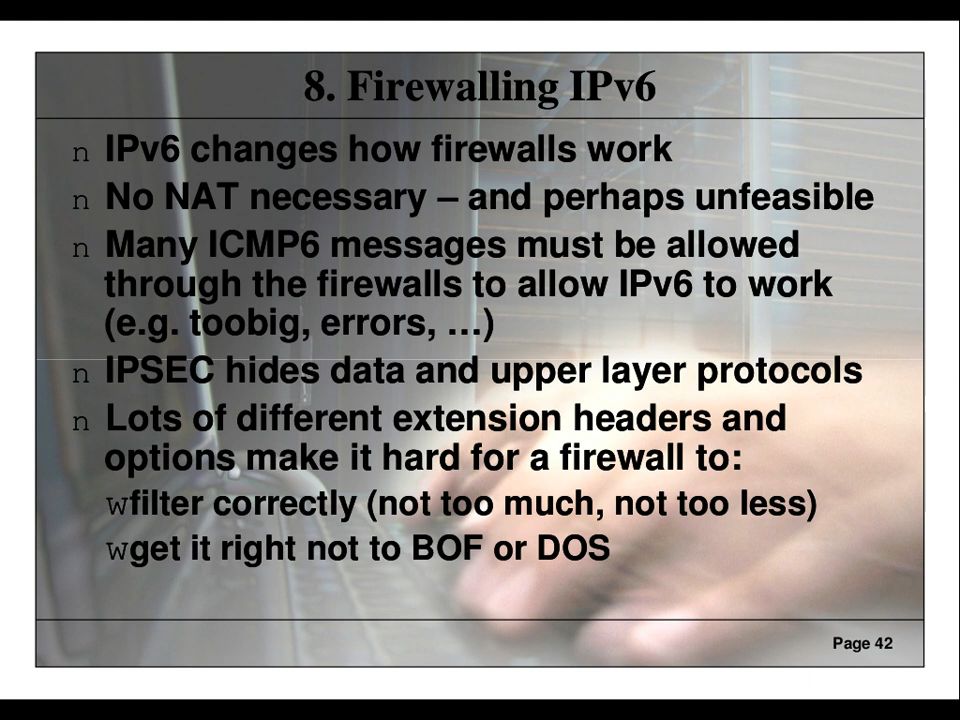 8. Firewalling IPv6
n IPv6 changes how firewalls work
n No NAT necessary – and perhaps unfeasible
n Many ICMP6 messages must be allowed
through the firewalls to allow IPv6 to work
(e.g. toobig, errors, …)
n IPSEC hides data and upper layer protocols
n Lots of different extension headers and
options make it hard for a firewall to:
wfilter correctly (not too much, not too less)
wget it right not to BOF or DOS
Page 42